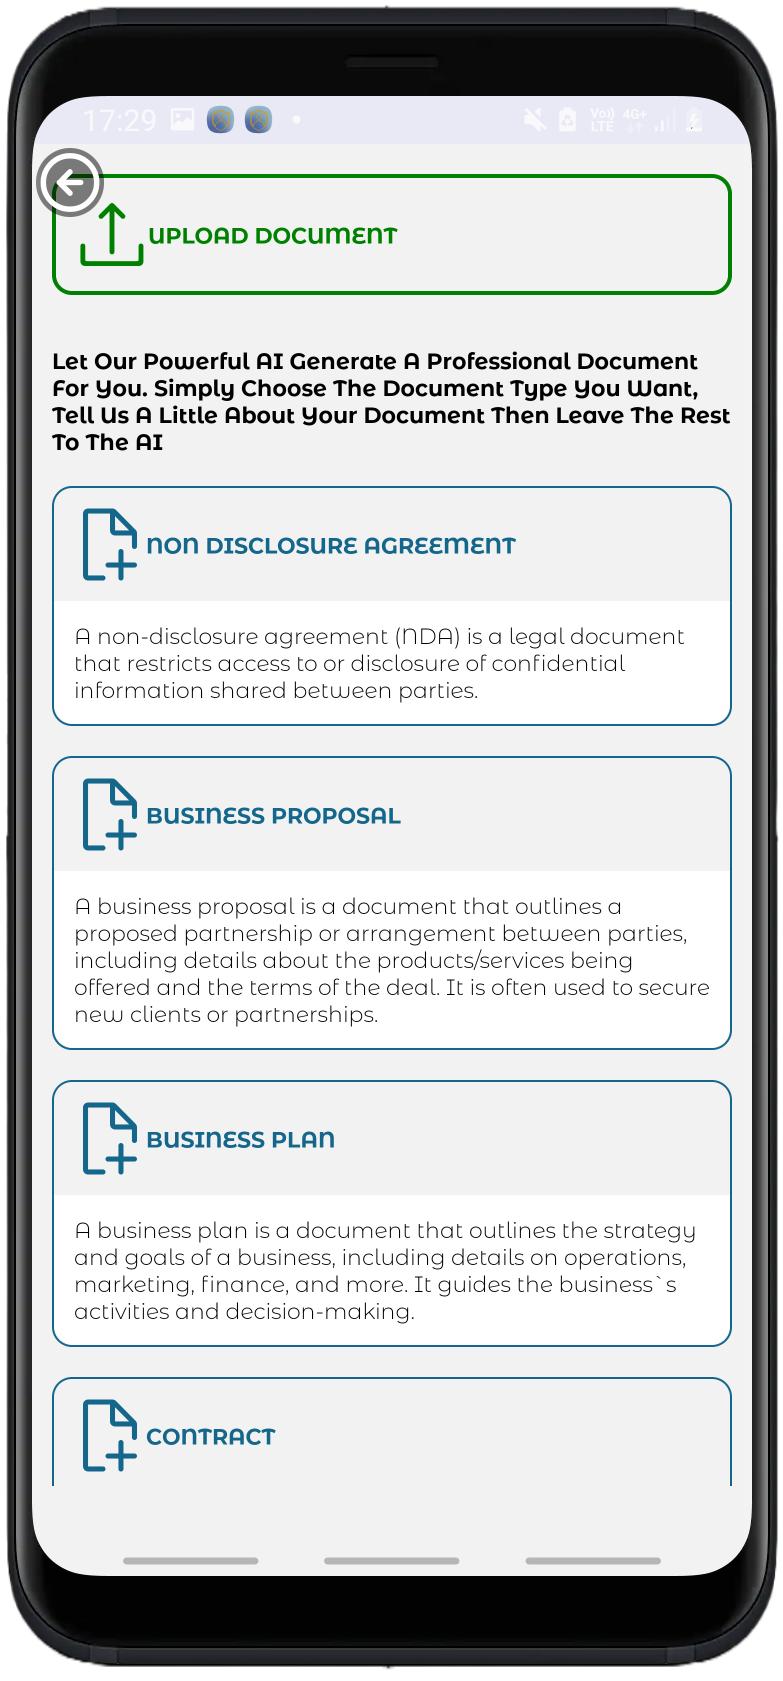 17:29
Vo)) 4G+
LTE
UPLOAD DOCUMENT
Let Our Powerful AI Generate A Professional Document
For You. Simply Choose The Document Type You Want,
Tell Us A Little About Your Document Then Leave The Rest
To The AI
NON DISCLOSURE AGREEMENT
A non-disclosure agreement (NDA) is a legal document
that restricts access to or disclosure of confidential
information shared between parties.
BUSINESS PROPOSAL
A business proposal is a document that outlines a
proposed partnership or arrangement between parties,
including details about the products/services being
offered and the terms of the deal. It is often used to secure
new clients or partnerships.
BUSINESS PLAN
A business plan is a document that outlines the strategy
and goals of a business, including details on operations,
marketing, finance, and more. It guides the business`s
activities and decision-making.
CONTRACT